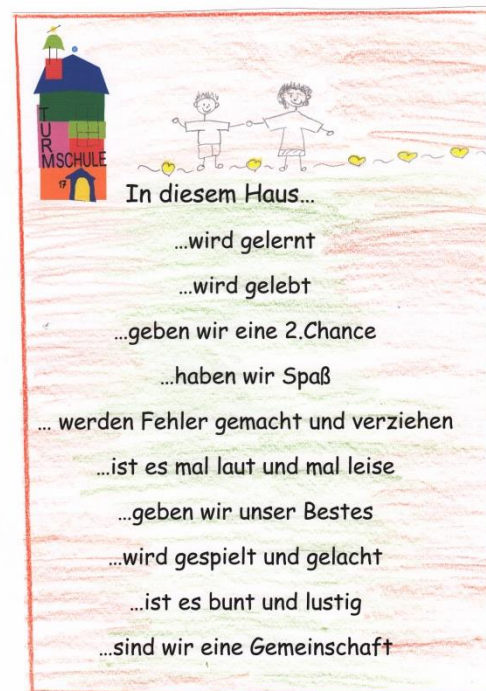 TURMSCHULE
17
In diesem Haus...
...wird gelernt
...wird gelebt
...geben wir eine 2.Chance
...haben wir Spaß
... werden Fehler gemacht und verziehen
...ist es mal laut und mal leise
...geben wir unser Bestes
...wird gespielt und gelacht
...ist es bunt und lustig
...sind wir eine Gemeinschaft